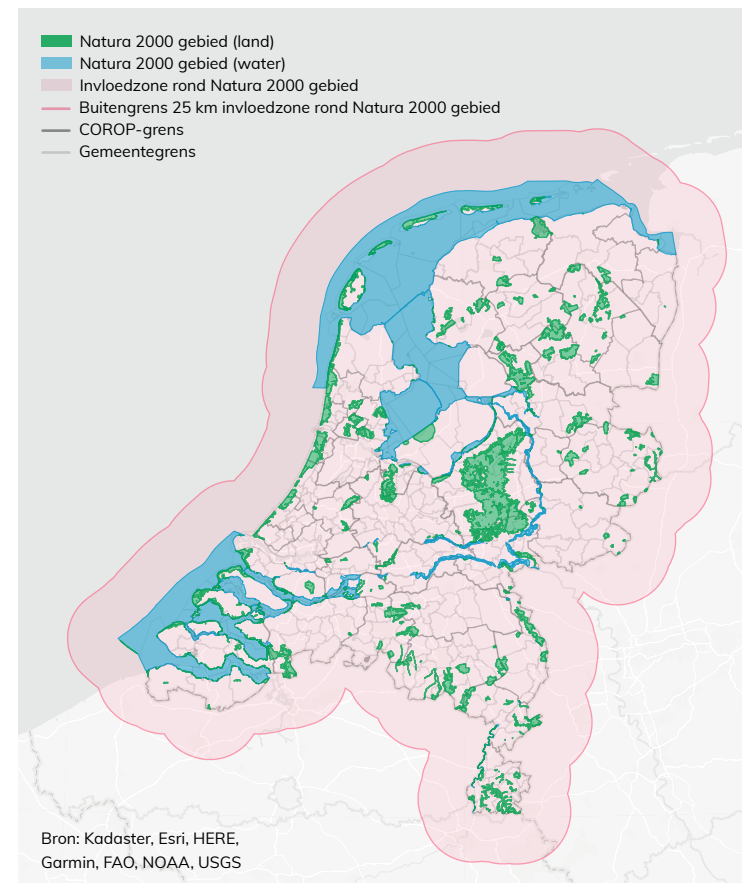 Natura 2000 gebied (land)
Natura 2000 gebied (water)
Invloedzone rond Natura 2000 gebied
Buitengrens 25 km invloedzone rond Natura 2000 gebied
COROP-grens
Gemeentegrens
Bron: Kadaster, Esri, HERE,
Garmin, FAO, NOAA, USGS